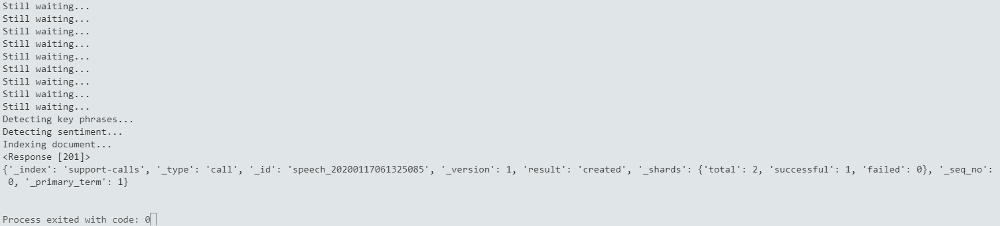 Still waiting...
Still waiting...
Still waiting...
Still waiting...
Still waiting...
Still waiting...
Still waiting...
Still waiting...
Still waiting...
Detecting key phrases...
Detecting sentiment...
Indexing document...
<Response [201]>
{'_index': 'support-calls', '_type': 'call', '_id': 'speech_20200117061325085', '_version': 1, 'result': 'created', '_shards': {'total': 2, 'successful': 1, 'failed': 0}, '_seq_no':
 0, '_primary_term': 1}
Process exited with code: 0